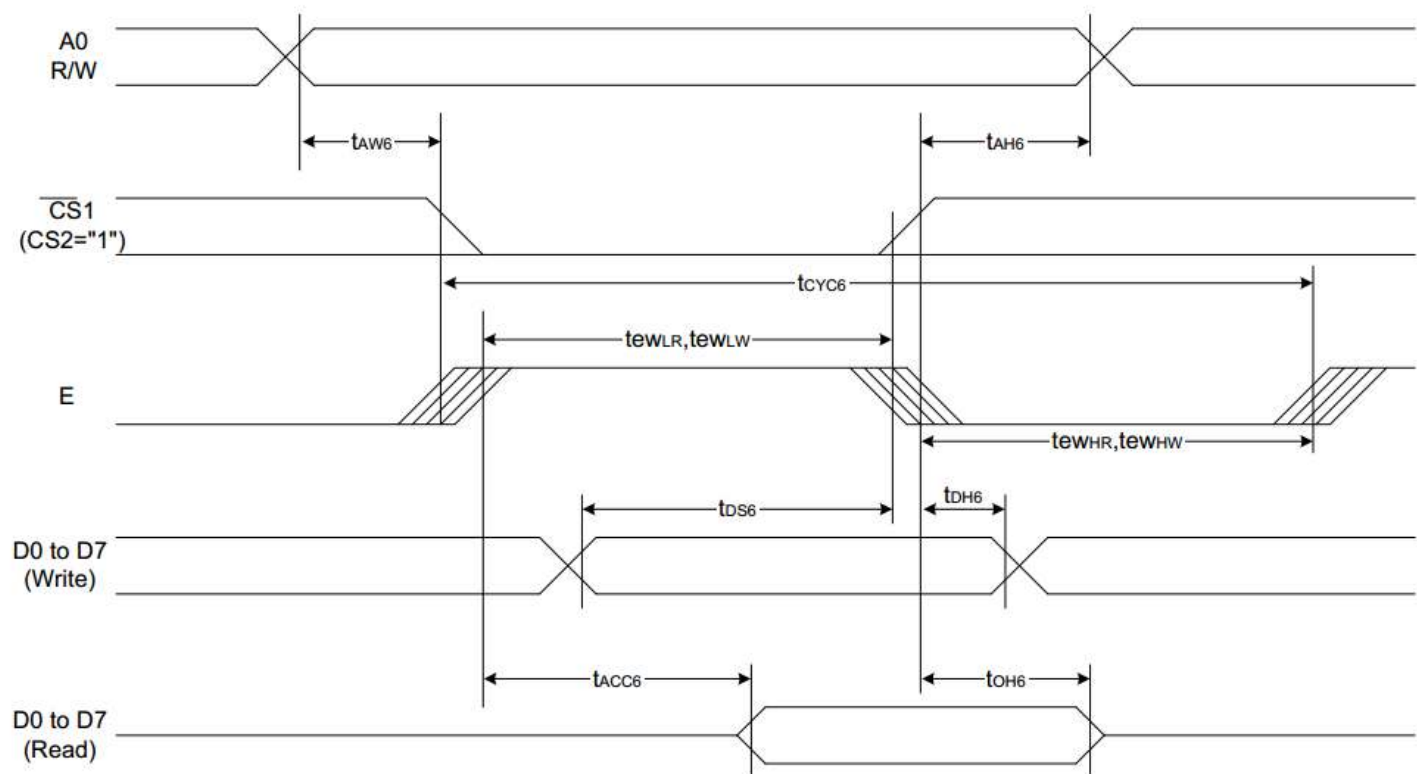 A0
R/W
tAW6
tAH6
CS1
(CS2="1")
tCYC6
tewLR,tewLW
E
tewHR,tewHW
tDS6
tDH6
D0 to D7
(Write)
tACC6
tOH6
D0 to D7
(Read)